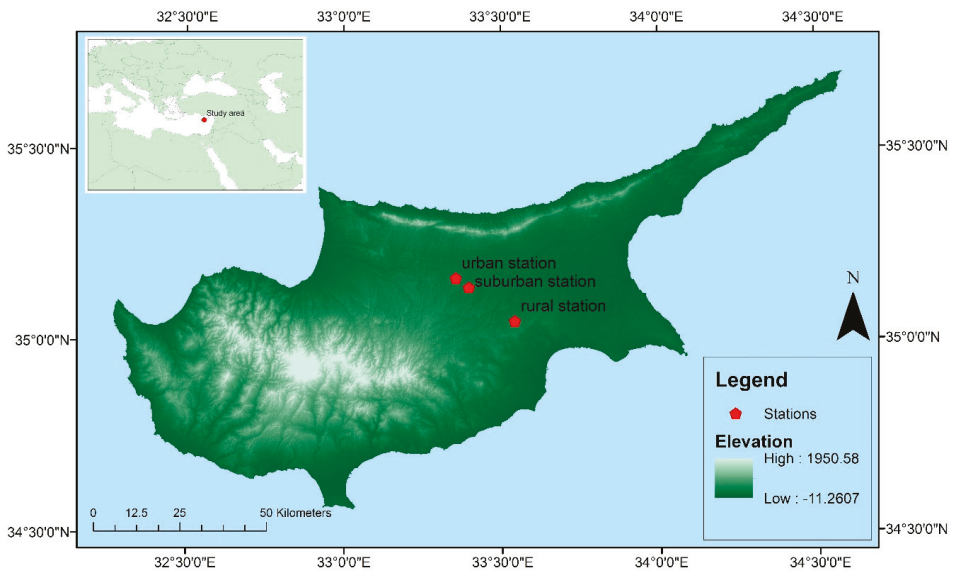 32°30'0"E 33°0'0"E 33°30'0"E 34°0'0"E 34°30'0"E
Study area
35°30'0"N 35°30'0"N
urban station
suburban station
rural station
N
35°0'0"N 35°0'0"N
Legend
Stations
Elevation
High : 1950.58
Low : -11.2607
0 12.5 25 50 Kilometers
34°30'0"N 34°30'0"N
32°30'0"E 33°0'0"E 33°30'0"E 34°0'0"E 34°30'0"E